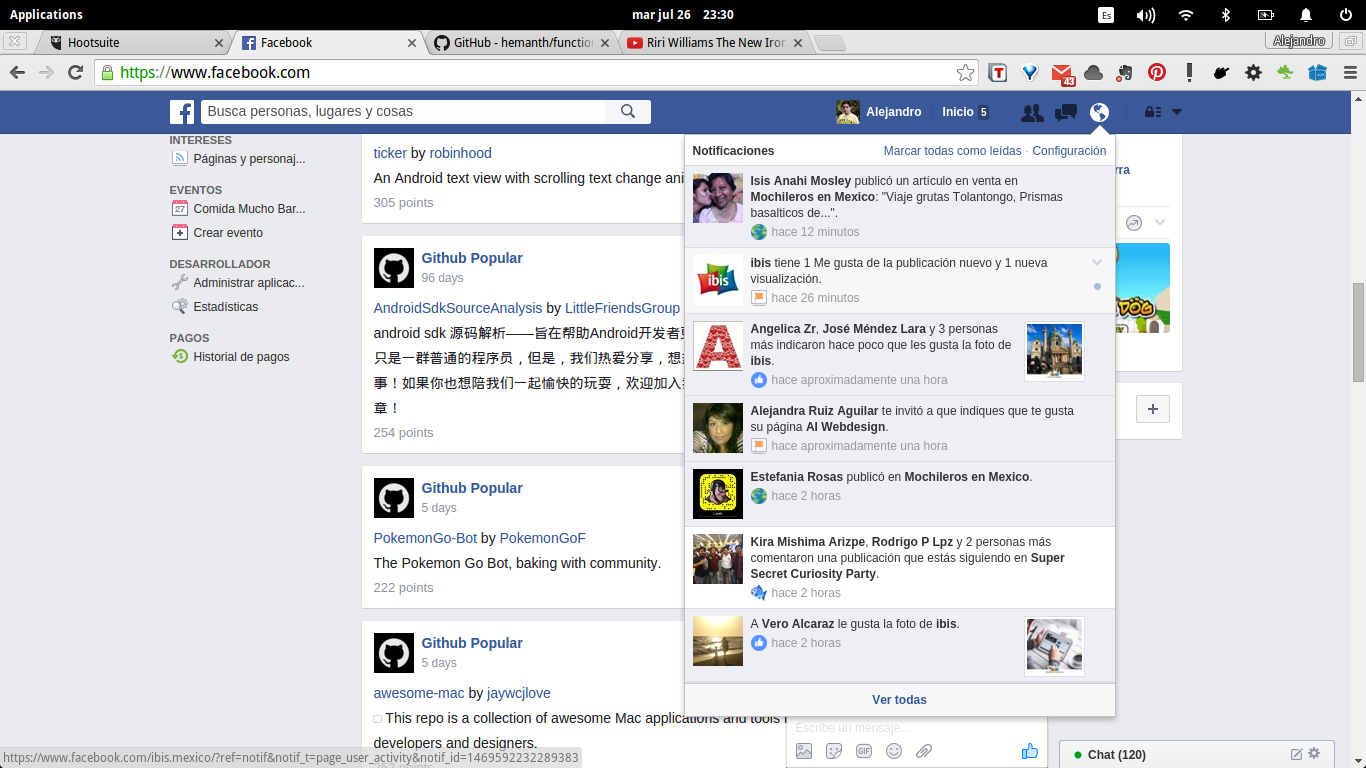 Applications
mar jul 26 23:30
Es
Hootsuite
Facebook
GitHub - hemanth/function
Riri Williams The New Iron
Alejandro
https://www.facebook.com
43
Busca personas, lugares y cosas
Alejandro
Inicio 5
INTERESES
Páginas y personaj...
EVENTOS
27
Comida Mucho Bar...
Crear evento
DESARROLLADOR
Administrar aplicac...
Estadísticas
PAGOS
Historial de pagos
ticker by robinhood
An Android text view with scrolling text change ani
305 points
Github Popular
96 days
AndroidSdkSourceAnalysis by LittleFriendsGroup
android sdk 源码解析——旨在帮助Android开发者
只是一群普通的程序员，但是，我们热爱分享，想
事！如果你也想陪我们一起愉快的玩耍，欢迎加入
章！
254 points
Github Popular
5 days
PokemonGo-Bot by PokemonGoF
The Pokemon Go Bot, baking with community.
222 points
Github Popular
5 days
awesome-mac by jaywcjlove
This repo is a collection of awesome Mac applications and tools
developers and designers.
Notificaciones
Marcar todas como leídas · Configuración
Isis Anahi Mosley publicó un artículo en venta en
Mochileros en Mexico: "Viaje grutas Tolantongo, Prismas
basalticos de...".
hace 12 minutos
ibis
ibis tiene 1 Me gusta de la publicación nuevo y 1 nueva
visualización.
hace 26 minutos
A
Angelica Zr, José Méndez Lara y 3 personas
más indicaron hace poco que les gusta la foto de
ibis.
hace aproximadamente una hora
Alejandra Ruiz Aguilar te invitó a que indiques que te gusta
su página Al Webdesign.
hace aproximadamente una hora
Estefania Rosas publicó en Mochileros en Mexico.
hace 2 horas
Kira Mishima Arizpe, Rodrigo P Lpz y 2 personas más
comentaron una publicación que estás siguiendo en Super
Secret Curiosity Party.
hace 2 horas
A Vero Alcaraz le gusta la foto de ibis.
hace 2 horas
Ver todas
rra
Escribe un mensaje...
GIF
Chat (120)
https://www.facebook.com/ibis.mexico/?ref=notif&notif_t=page_user_activity&notif_id=1469592232289383